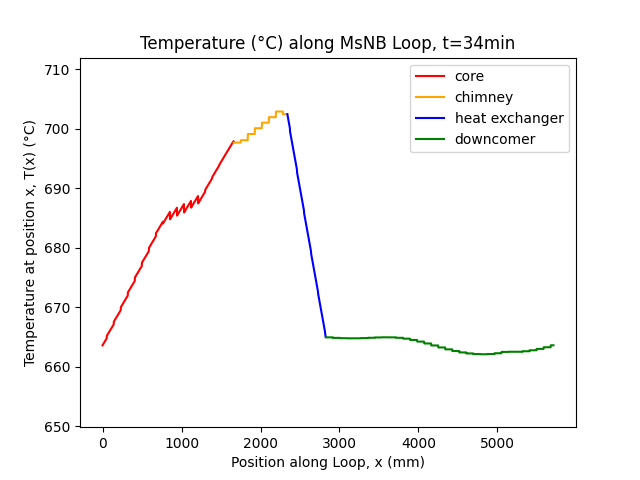 Temperature (°C) along MsNB Loop, t=34min
Temperature at position x, T(x) (°C)
710
700
690
680
670
660
650
core
chimney
heat exchanger
downcomer
0
1000
2000
3000
4000
5000
Position along Loop, x (mm)